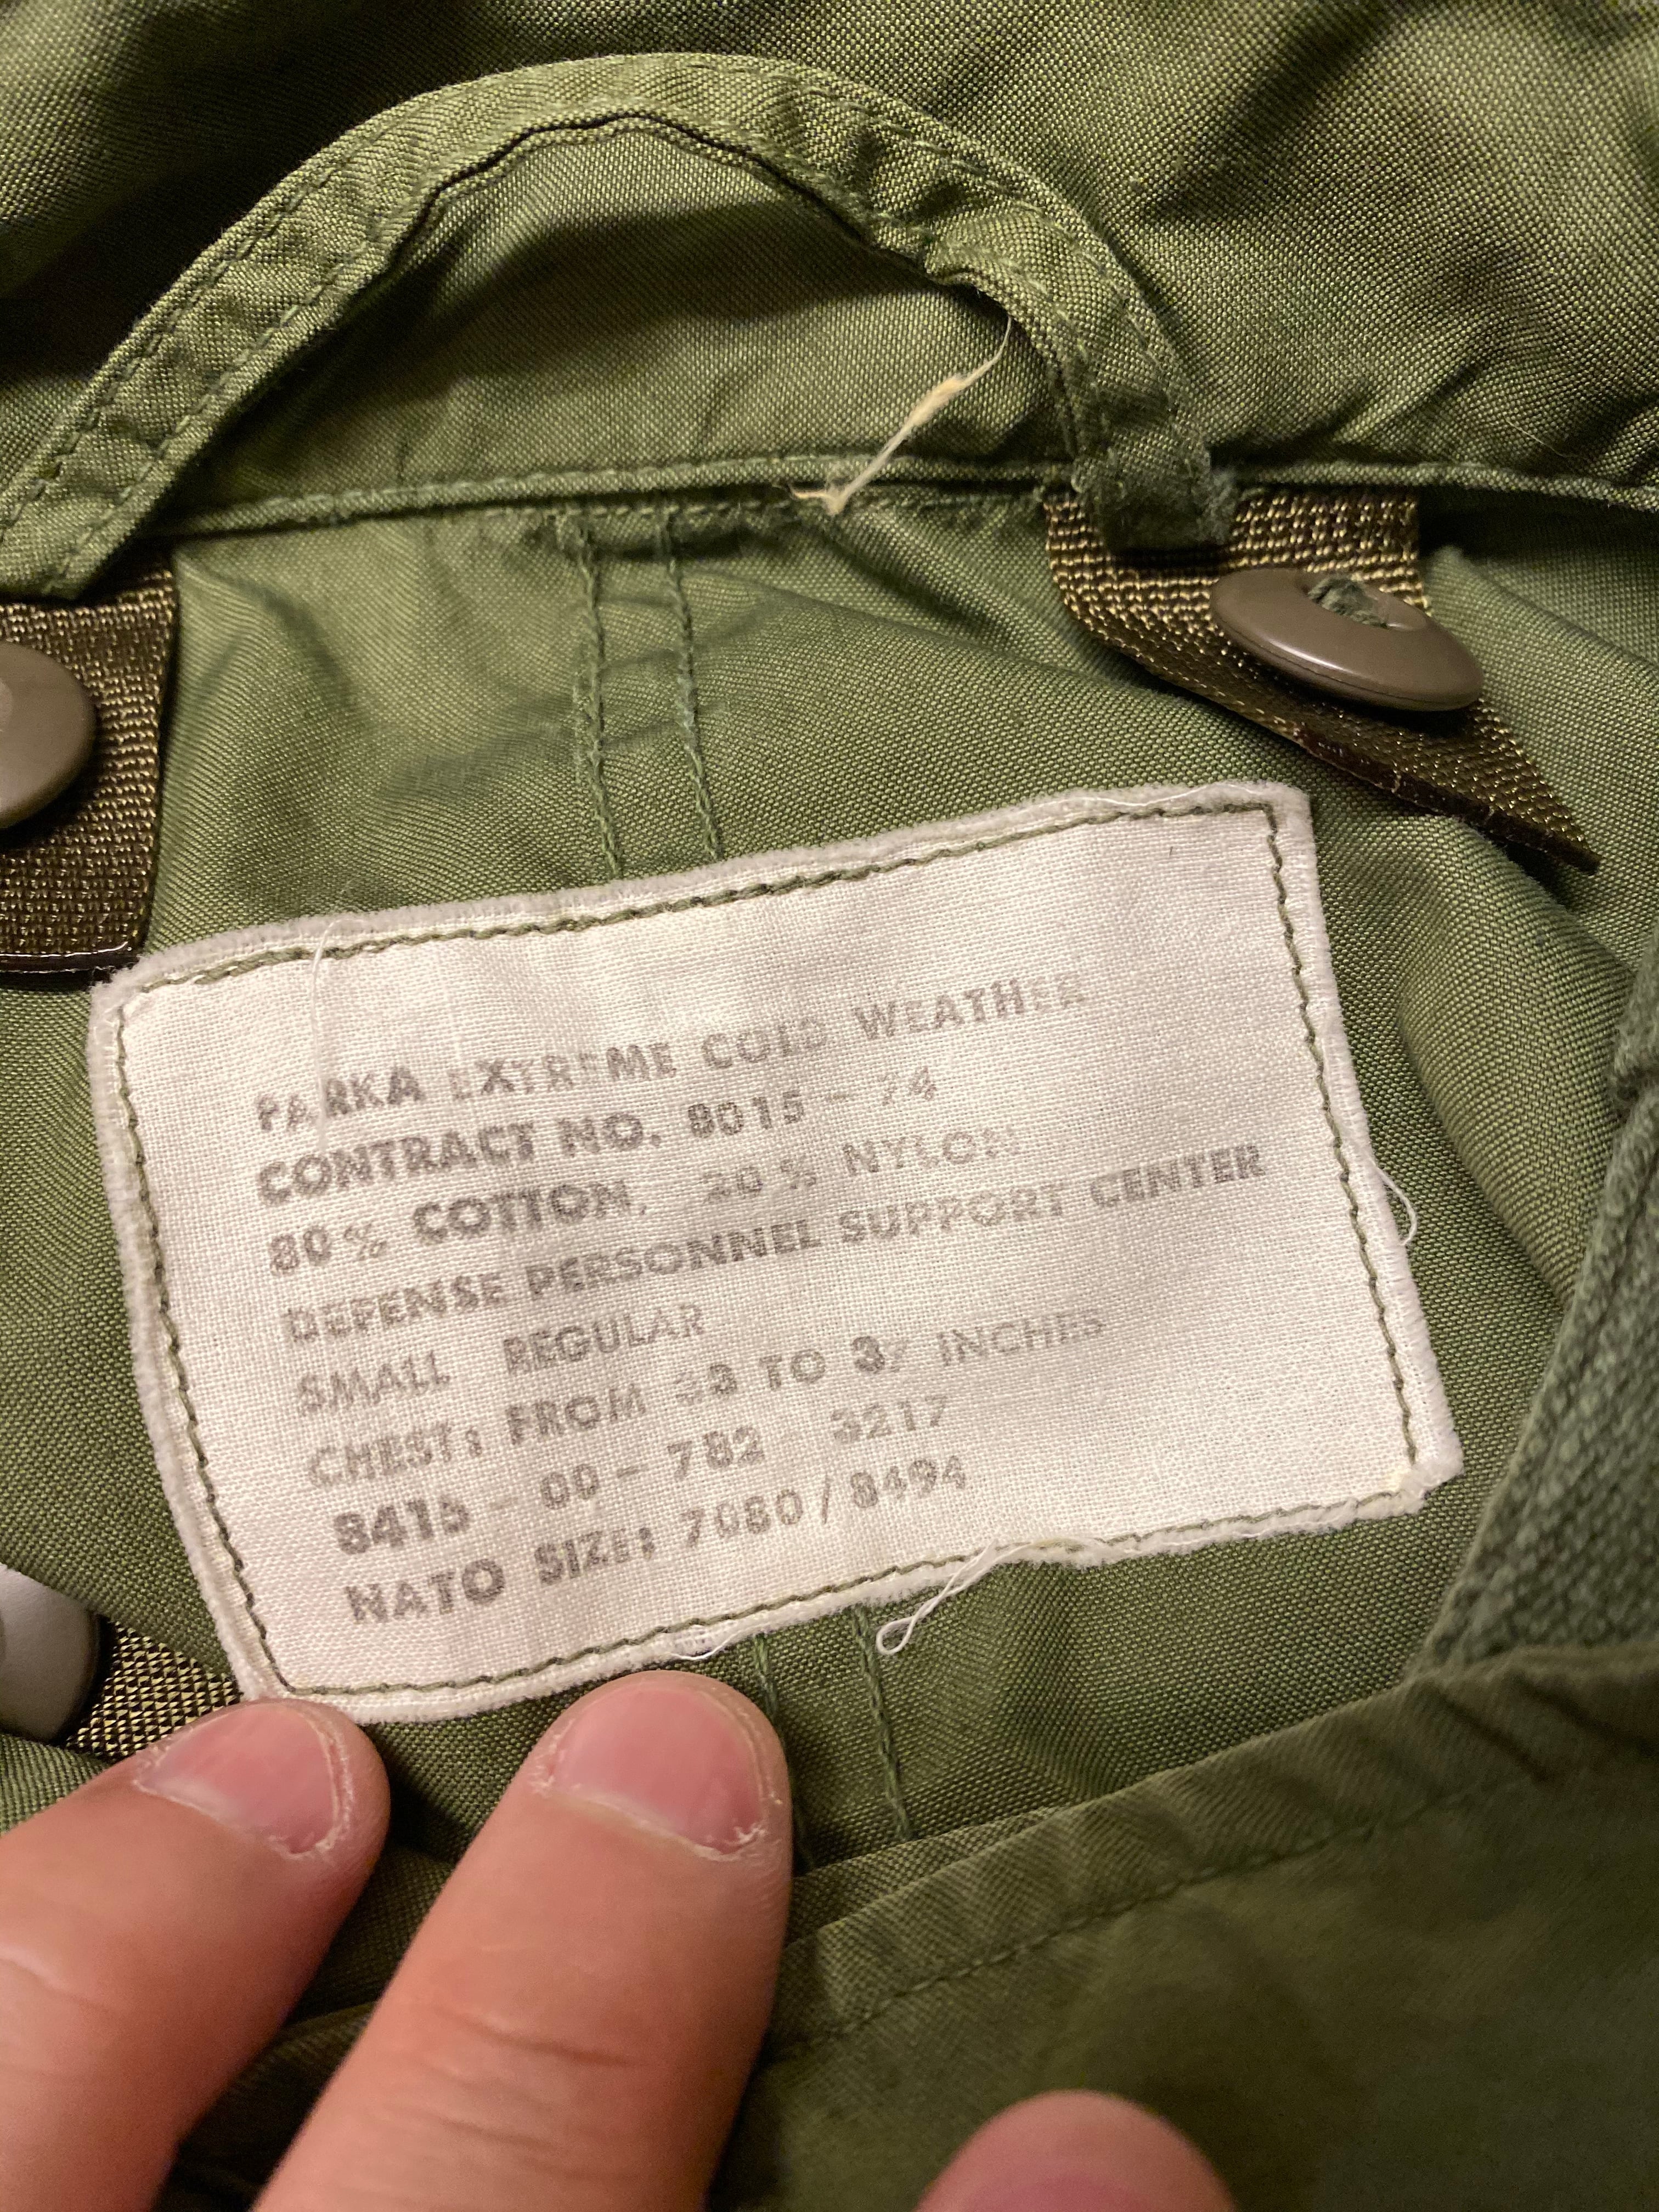 PARKA EXTREME COLD WEATHER
CONTRACT NO. 8015 - 74
80% COTTON, 20% NYLON
DEFENSE PERSONNEL SUPPORT CENTER
SMALL REGULAR
CHEST: FROM 33 TO 37 INCHES
8415 - 00 - 782 - 3217
NATO SIZE: 7080/8494